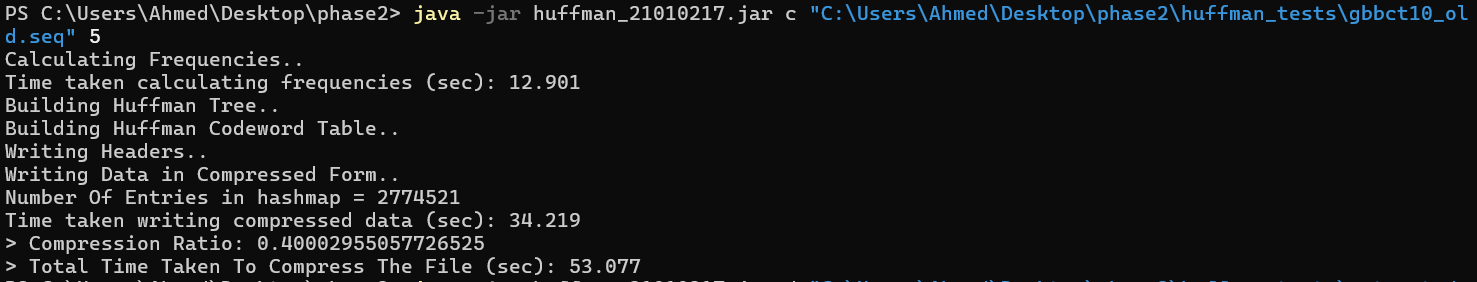 PS C:\Users\Ahmed\Desktop\phase2> java -jar huffman_21010217.jar c "C:\Users\Ahmed\Desktop\phase2\huffman_tests\gbbct10_ol
d.seq" 5
Calculating Frequencies..
Time taken calculating frequencies (sec): 12.901
Building Huffman Tree..
Building Huffman Codeword Table..
Writing Headers..
Writing Data in Compressed Form..
Number Of Entries in hashmap = 2774521
Time taken writing compressed data (sec): 34.219
> Compression Ratio: 0.40002955057726525
> Total Time Taken To Compress The File (sec): 53.077